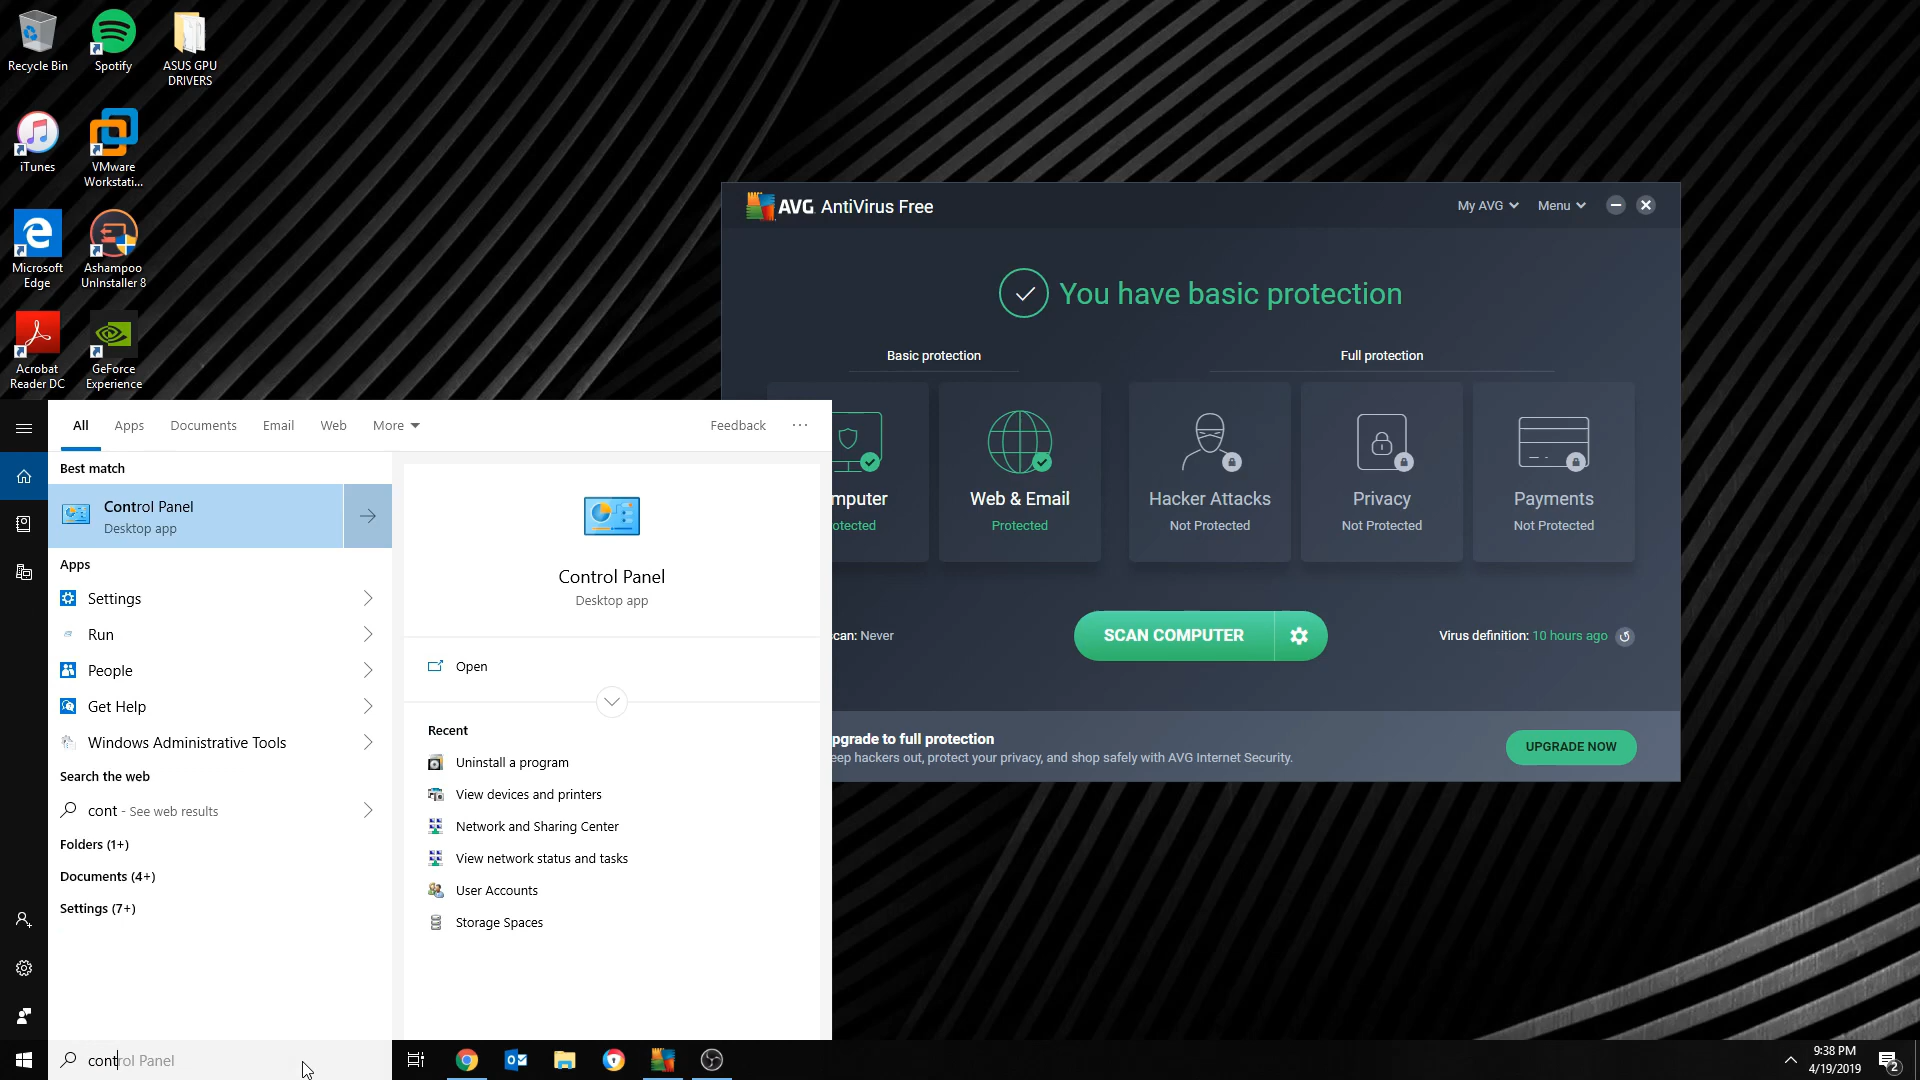 Recycle Bin
Spotify
ASUS GPU
DRIVERS
iTunes
VMware
Workstati...
Microsoft
Edge
Ashampoo
UnInstaller 8
Acrobat
Reader DC
GeForce
Experience
AVG AntiVirus Free
My AVG
Menu
You have basic protection
Basic protection
Full protection
mputer
otected
Web & Email
Protected
Hacker Attacks
Not Protected
Privacy
Not Protected
Payments
Not Protected
can: Never
SCAN COMPUTER
Virus definition: 10 hours ago
pgrade to full protection
eep hackers out, protect your privacy, and shop safely with AVG Internet Security.
UPGRADE NOW
All
Apps
Documents
Email
Web
More
Feedback
...
Best match
Control Panel
Desktop app
Apps
Settings
Run
People
Get Help
Windows Administrative Tools
Search the web
cont - See web results
Folders (1+)
Documents (4+)
Settings (7+)
Control Panel
Desktop app
Open
Recent
Uninstall a program
View devices and printers
Network and Sharing Center
View network status and tasks
User Accounts
Storage Spaces
control Panel
9:38 PM
4/19/2019
2